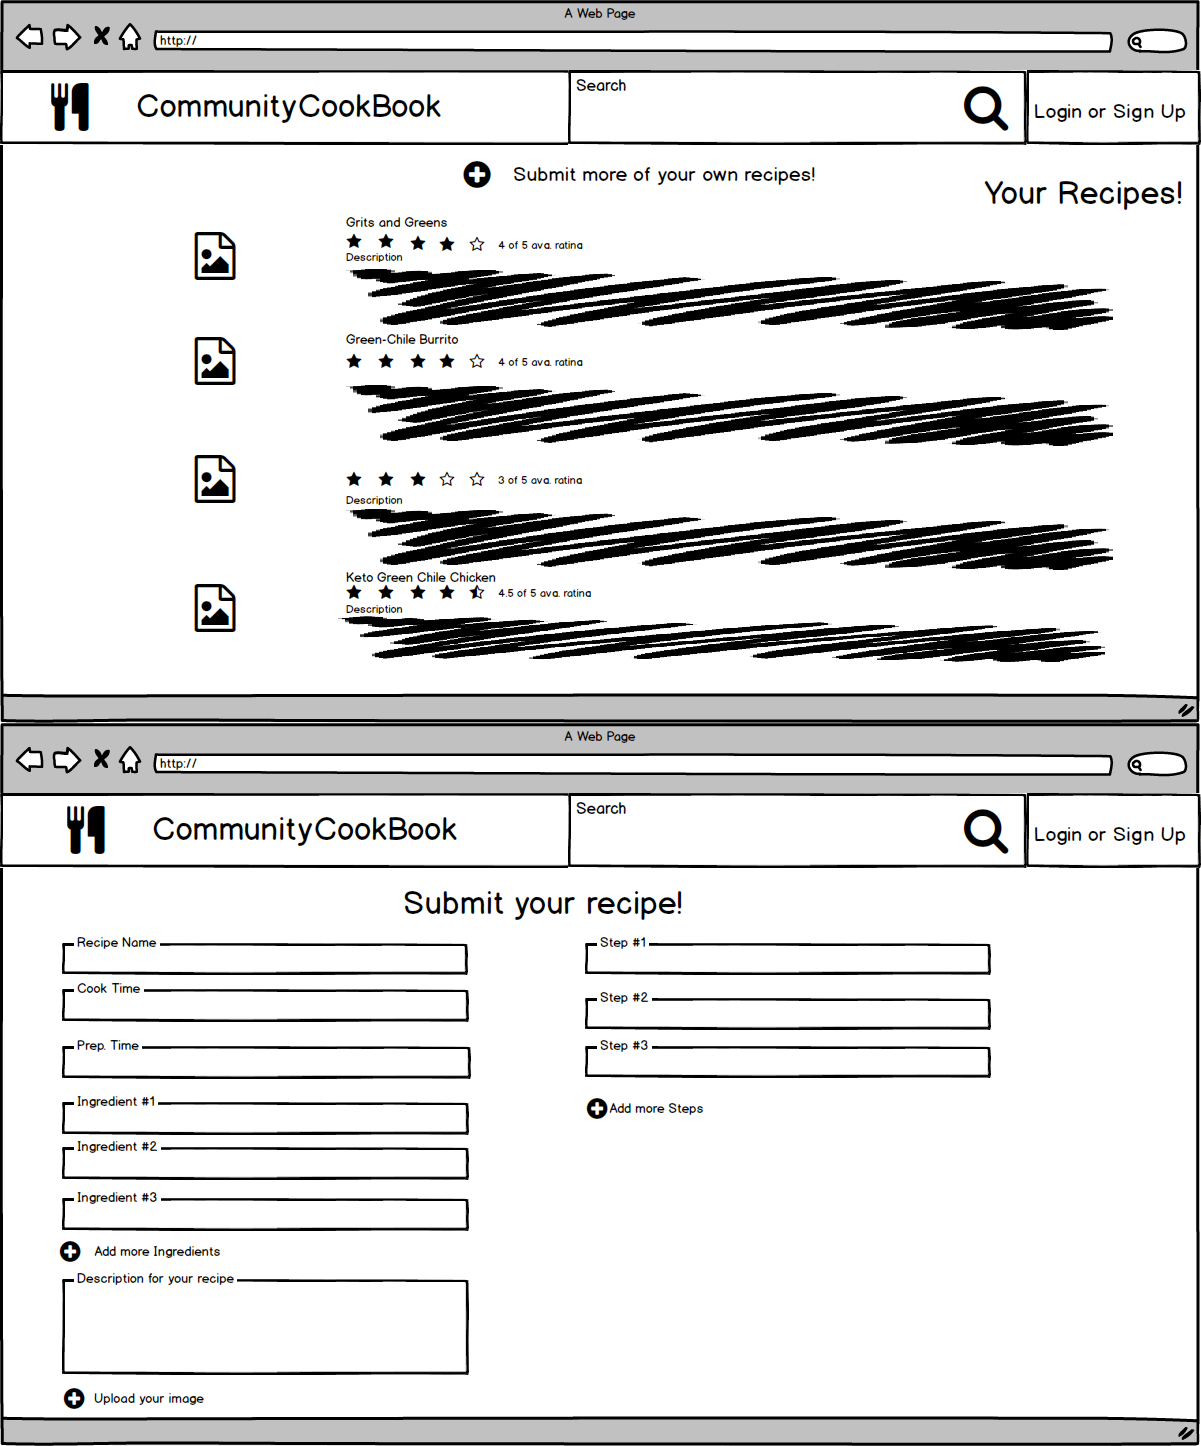 A Web Page
http://
CommunityCookBook
Search
Login or Sign Up
Submit more of your own recipes!
Your Recipes!
Grits and Greens
4 of 5 avg. rating
Description
Green-Chile Burrito
4 of 5 avg. rating
3 of 5 avg. rating
Description
Keto Green Chile Chicken
4.5 of 5 avg. rating
Description
A Web Page
http://
CommunityCookBook
Search
Login or Sign Up
Submit your recipe!
Recipe Name
Step #1
Cook Time
Step #2
Prep. Time
Step #3
Ingredient #1
Add more Steps
Ingredient #2
Ingredient #3
Add more Ingredients
Description for your recipe
Upload your image